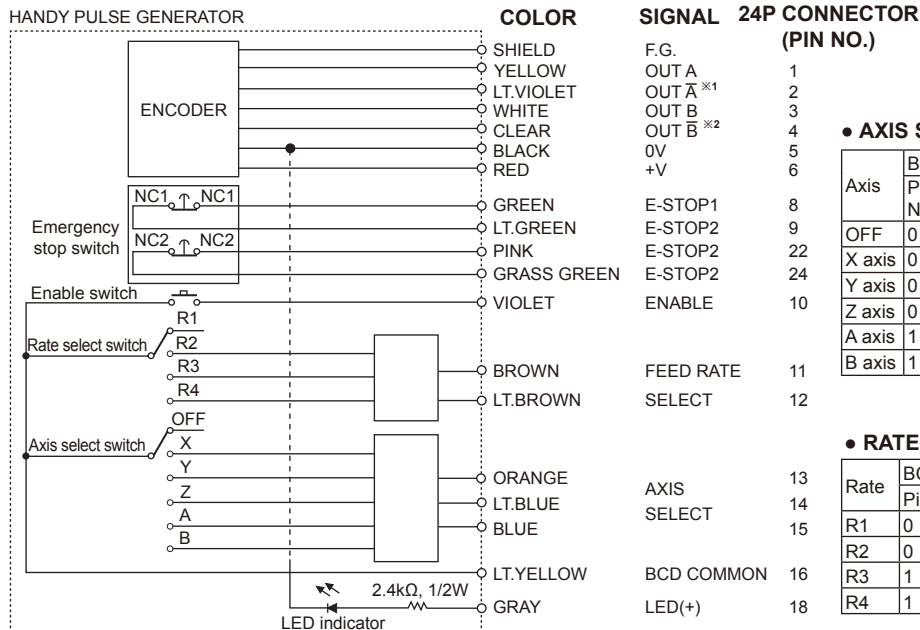 HANDY PULSE GENERATOR
COLOR SIGNAL 24P CONNECTOR
(PIN NO.)
SHIELD F.G.
YELLOW OUT A 1
LT.VIOLET OUT A̅ ※1 2
WHITE OUT B 3
CLEAR OUT B̅ ※2 4
BLACK 0V 5
RED +V 6
ENCODER
NC1 NC1
GREEN E-STOP1 8
Emergency
stop switch
LT.GREEN E-STOP2 9
NC2 NC2
PINK E-STOP2 22
GRASS GREEN E-STOP2 24
Enable switch
VIOLET ENABLE 10
R1
Rate select switch R2
R3
R4
BROWN FEED RATE 11
LT.BROWN SELECT 12
OFF
Axis select switch X
Y
Z
A
B
ORANGE 13
AXIS
LT.BLUE 14
SELECT
BLUE 15
LT.YELLOW BCD COMMON 16
2.4kΩ, 1/2W
GRAY LED(+) 18
LED indicator
● AXIS
Axis
OFF 0
X axis 0
Y axis 0
Z axis 0
A axis 1
B axis 1
● RATE
Rate
R1 0
R2 0
R3 1
R4 1